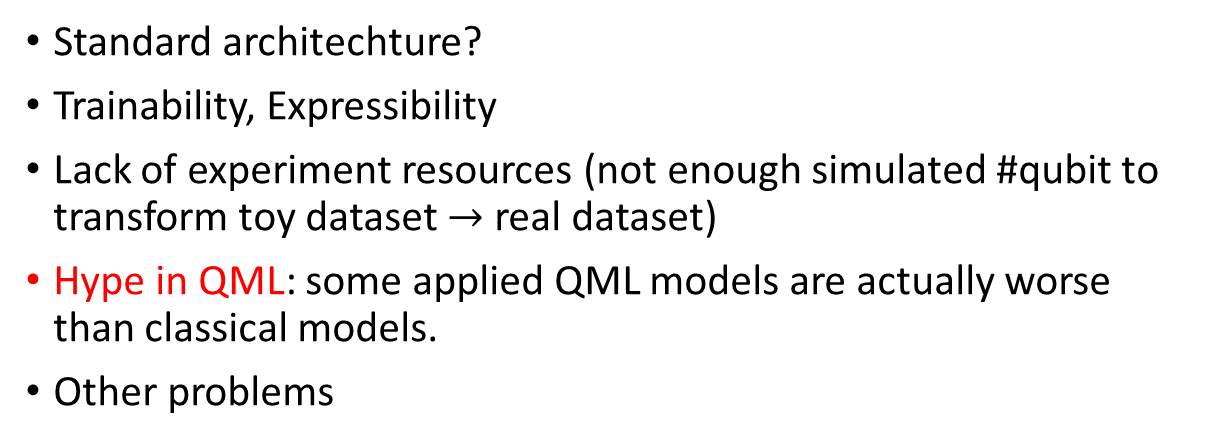 • Standard architechture?
• Trainability, Expressibility
• Lack of experiment resources (not enough simulated #qubit to
transform toy dataset → real dataset)
• Hype in QML: some applied QML models are actually worse
than classical models.
• Other problems